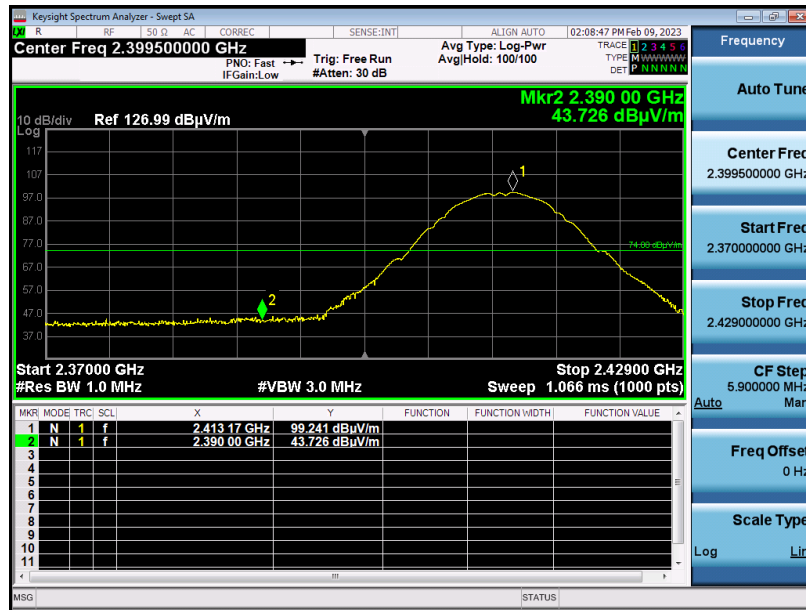 Keysight Spectrum Analyzer - Swept SA
LXI R RF 50 Ω AC CORREC SENSE:INT ALIGN AUTO 02:08:47 PM Feb 09, 2023
Center Freq 2.399500000 GHz
PNO: Fast
IFGain:Low
Trig: Free Run
#Atten: 30 dB
Avg Type: Log-Pwr
Avg|Hold: 100/100
TRACE 1 2 3 4 5 6
TYPE M WWWWW
DET P N N N N N
Mkr2 2.390 00 GHz
43.726 dBµV/m
10 dB/div Ref 126.99 dBµV/m
Log
117
107
97.0
87.0
77.0
67.0
57.0
47.0
37.0
1
2
74.00 dBµV/m
Start 2.37000 GHz Stop 2.42900 GHz
#Res BW 1.0 MHz #VBW 3.0 MHz Sweep 1.066 ms (1000 pts)
MKR MODE TRC SCL X Y FUNCTION FUNCTION WIDTH FUNCTION VALUE
1 N 1 f 2.413 17 GHz 99.241 dBµV/m
2 N 1 f 2.390 00 GHz 43.726 dBµV/m
3
4
5
6
7
8
9
10
11
MSG STATUS
Frequency
Auto Tune
Center Freq
2.399500000 GHz
Start Freq
2.370000000 GHz
Stop Freq
2.429000000 GHz
CF Step
5.900000 MHz
Auto Man
Freq Offset
0 Hz
Scale Type
Log Lin